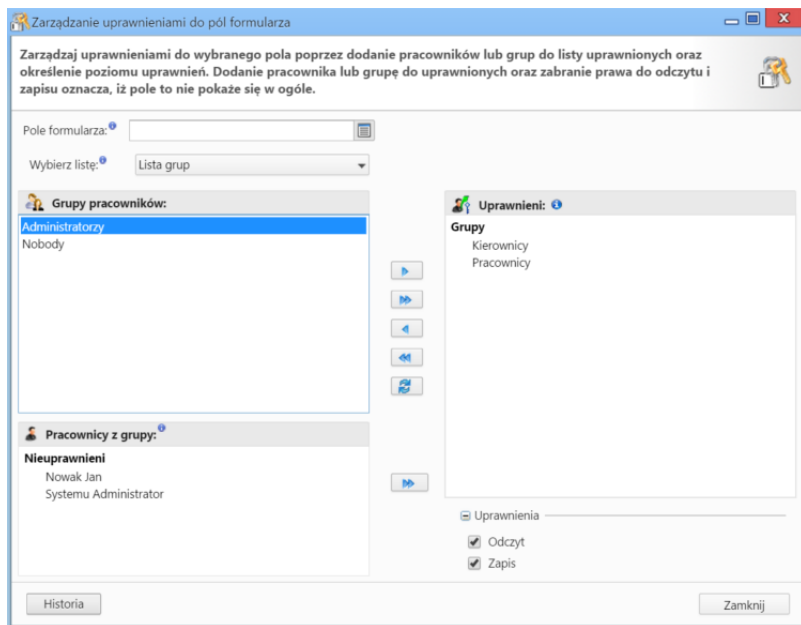 Zarządzanie uprawnieniami do pól formularza
Zarządzaj uprawnieniami do wybranego pola poprzez dodanie pracowników lub grup do listy uprawnionych oraz
określenie poziomu uprawnień. Dodanie pracownika lub grupę do uprawnionych oraz zabranie prawa do odczytu i
zapisu oznacza, iż pole to nie pokaże się w ogóle.
Pole formularza:
Wybierz listę:
Lista grup
Grupy pracowników:
Administratorzy
Nobody
Pracownicy z grupy:
Nieuprawnieni
Nowak Jan
Systemu Administrator
Uprawnieni:
Grupy
Kierownicy
Pracownicy
Uprawnienia
Odczyt
Zapis
Historia
Zamknij